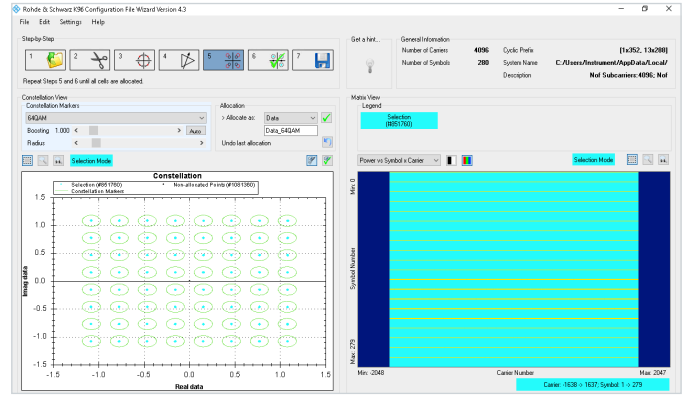 Rohde & Schwarz K96 Configuration File Wizard Version 4.3
File Edit Settings Help
Step-by-Step
1 2 3 4 5 6 7
Repeat Steps 5 and 6 until all cells are allocated.
Get a hint...
General Information
Number of Carriers 4096 Cyclic Prefix [1x352, 13x288]
Number of Symbols 280 System Name C:/Users/Instrument/AppData/Local/
Description Nof Subcarriers:4096; Nof
Constellation View
Constellation Markers
64QAM
Boosting 1.000 < > Auto
Radius < >
Allocation
> Allocate as: Data
Data_64QAM
Undo last allocation
Selection Mode
Constellation
Selection (#851760) Non-allocated Points (#1081360)
Constellation Markers
Imag data
1.5
1.0
0.5
0.0
-0.5
-1.0
-1.5
-1.5 -1.0 -0.5 0.0 0.5 1.0 1.5
Real data
Matrix View
Legend
Selection
(#851760)
Power vs Symbol x Carrier
Selection Mode
Min: 0
Symbol Number
Max: 279
Min: -2048 Carrier Number Max: 2047
Carrier: -1638 -> 1637; Symbol: 1 -> 279